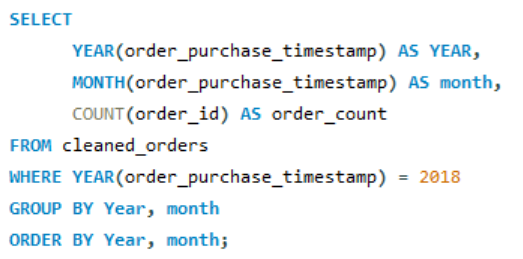 SELECT
YEAR(order_purchase_timestamp) AS YEAR,
MONTH(order_purchase_timestamp) AS month,
COUNT(order_id) AS order_count
FROM cleaned_orders
WHERE YEAR(order_purchase_timestamp) = 2018
GROUP BY Year, month
ORDER BY Year, month;